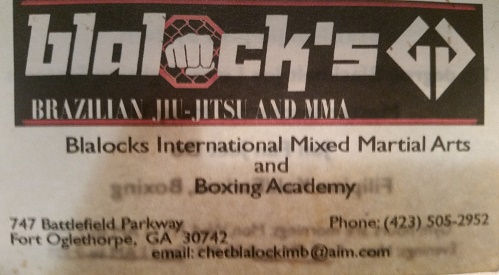 blalock's
BRAZILIAN JIU-JITSU AND MMA
Blalocks International Mixed Martial Arts
and
Boxing Academy
747 Battlefield Parkway
Fort Oglethorpe, GA 30742
Phone: (423) 505-2952
email: chetblalockimb@aim.com